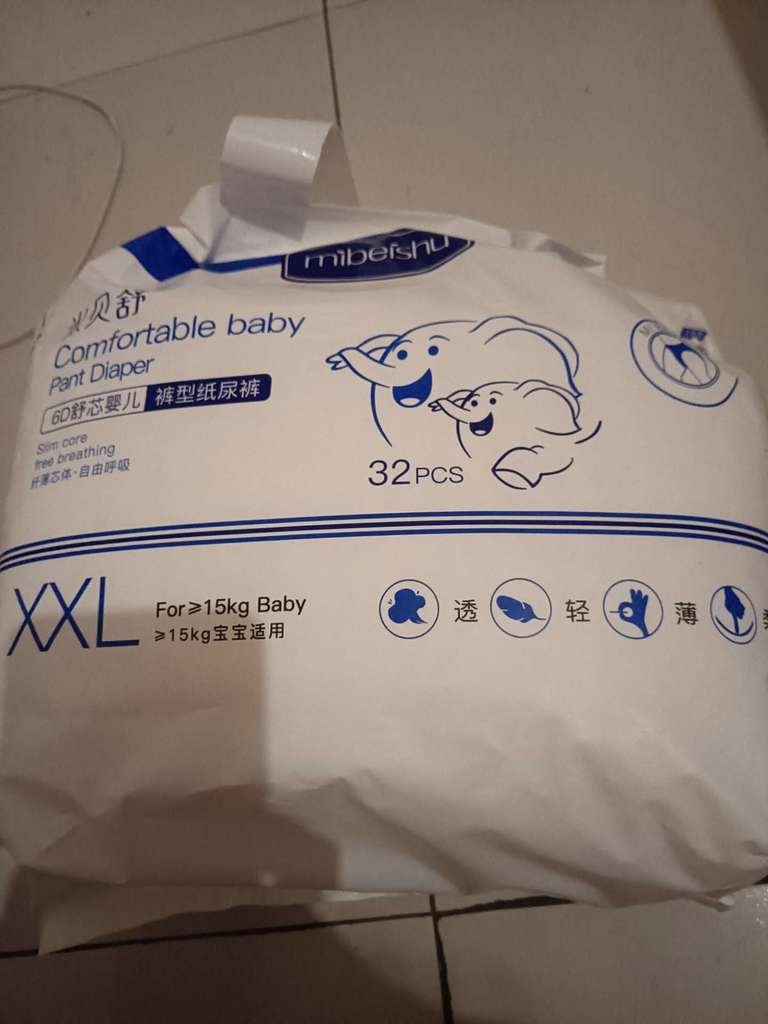 mibeishu
贝舒
Comfortable baby
Pant Diaper
6D舒芯婴儿 裤型纸尿裤
Slim core
free breathing
纤薄芯体·自由呼吸
32PCS
XXL
For≥15kg Baby
≥15kg宝宝适用
透 轻 薄